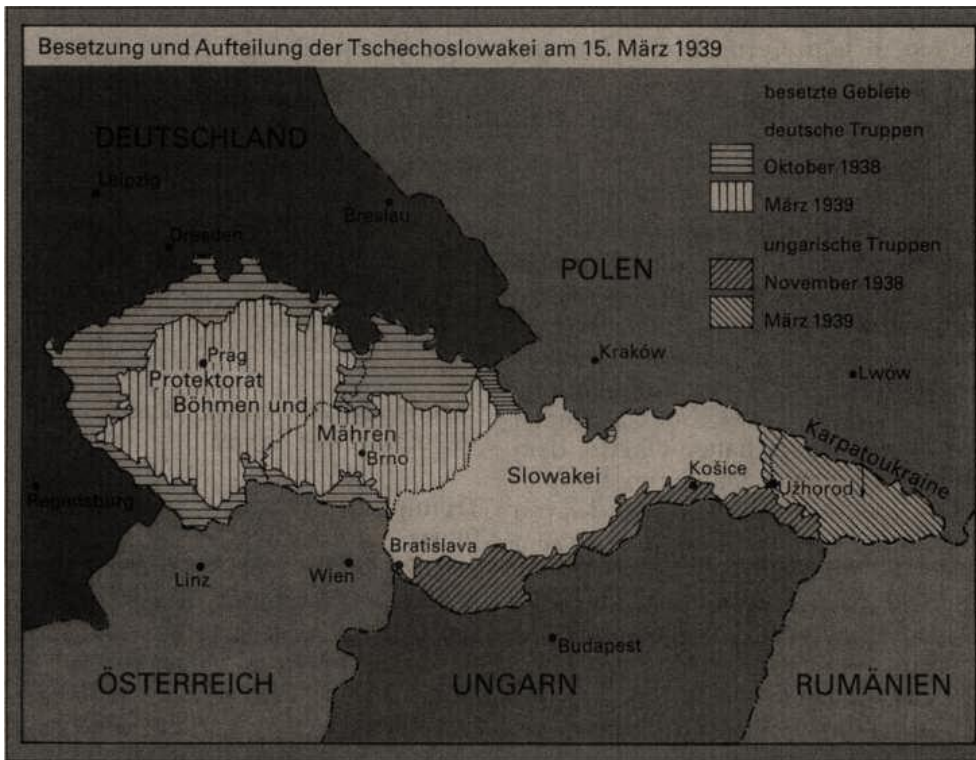 Besetzung und Aufteilung der Tschechoslowakei am 15. März 1939
besetzte Gebiete
deutsche Truppen
Oktober 1938
März 1939
ungarische Truppen
November 1938
März 1939
DEUTSCHLAND
Leipzig
Dresden
Breslau
POLEN
Kraków
Lwów
Prag
Protektorat
Böhmen und
Mähren
Brno
Slowakei
Košice
Užhorod
Karpatoukraine
Regensburg
Linz
Wien
Bratislava
Budapest
ÖSTERREICH
UNGARN
RUMÄNIEN